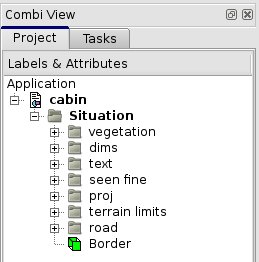 Combi View
Project Tasks
Labels & Attributes
Application
cabin
Situation
vegetation
dims
text
seen fine
proj
terrain limits
road
Border